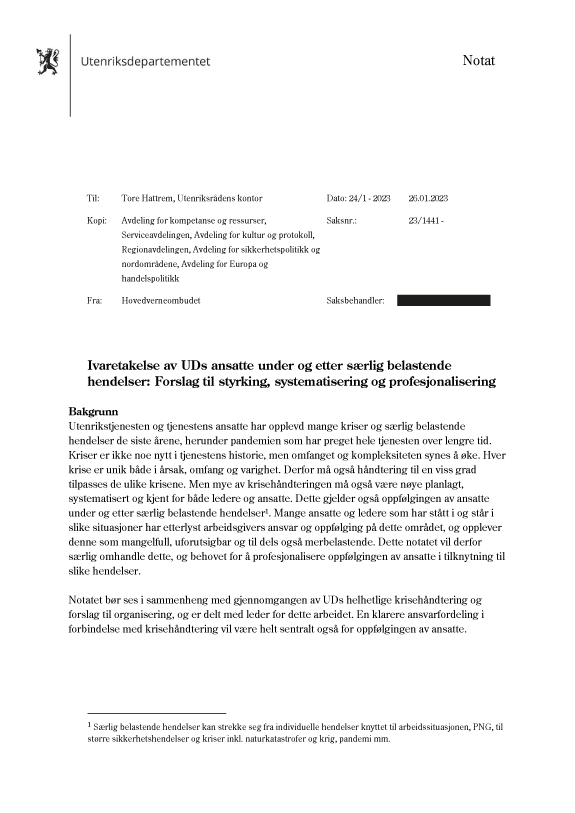 Utenriksdepartementet
Notat
Til: Tore Hattrem, Utenriksrådens kontor Dato: 24/1 - 2023 26.01.2023
Kopi: Avdeling for kompetanse og ressurser, Saksnr.: 23/1441 -
Serviceavdelingen, Avdeling for kultur og protokoll,
Regionavdelingen, Avdeling for sikkerhetspolitikk og
nordområdene, Avdeling for Europa og
handelspolitikk
Fra: Hovedverneombudet Saksbehandler:
Ivaretakelse av UDs ansatte under og etter særlig belastende
hendelser: Forslag til styrking, systematisering og profesjonalisering
Bakgrunn
Utenrikstjenesten og tjenestens ansatte har opplevd mange kriser og særlig belastende
hendelser de siste årene, herunder pandemien som har preget hele tjenesten over lengre tid.
Kriser er ikke noe nytt i tjenestens historie, men omfanget og kompleksiteten synes å øke. Hver
krise er unik både i årsak, omfang og varighet. Derfor må også håndtering til en viss grad
tilpasses de ulike krisene. Men mye av krisehåndteringen må også være nøye planlagt,
systematisert og kjent for både ledere og ansatte. Dette gjelder også oppfølgingen av ansatte
under og etter særlig belastende hendelser¹. Mange ansatte og ledere som har stått i og står i
slike situasjoner har etterlyst arbeidsgivers ansvar og oppfølging på dette området, og opplever
denne som mangelfull, uforutsigbar og til dels også merbelastende. Dette notatet vil derfor
særlig omhandle dette, og behovet for å profesjonalisere oppfølgingen av ansatte i tilknytning til
slike hendelser.
Notatet bør ses i sammenheng med gjennomgangen av UDs helhetlige krisehåndtering og
forslag til organisering, og er delt med leder for dette arbeidet. En klarere ansvarfordeling i
forbindelse med krisehåndtering vil være helt sentralt også for oppfølgingen av ansatte.
¹ Særlig belastende hendelser kan strekke seg fra individuelle hendelser knyttet til arbeidssituasjonen, PNG, til
større sikkerhetshendelser og kriser inkl. naturkatastrofer og krig, pandemi mm.